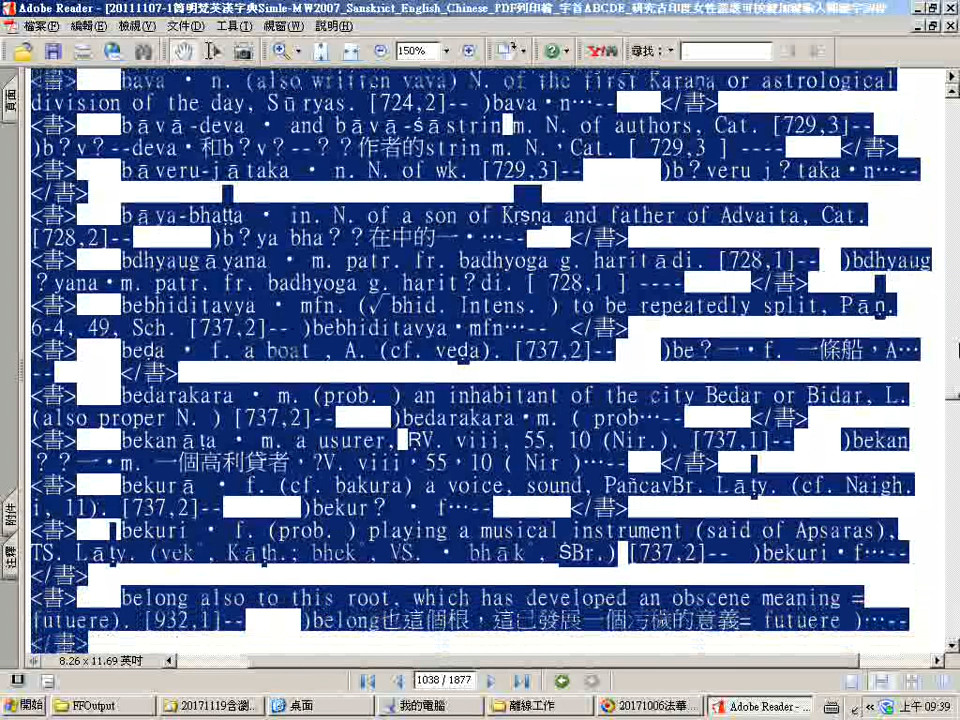 Adobe Reader - [20111107-1簡明梵英漢字典Simle-MW2007_Sanskrict_English_Chinese_PDF列印檔_字首ABCDE_研究古印度女性
檔案(F) 編輯(E) 檢視(V) 文件(D) 工具(T) 視窗(W) 說明(H)
150% 尋找：
頁面
附件
注釋
<書> bava · n. (also written vava) N. of the first Karana or astrological
division of the day, Sūryas. [724,2]-- )bava·n…-- </書>
<書> bāvā-deva · and bāvā-śāstrin m. N. of authors, Cat. [729,3]--
)b?v?--deva·和b?v?--??作者的strin m. N.，Cat. [ 729,3 ] ---- </書>
<書> bāveru-jātaka · n. N. of wk. [729,3]-- )b?veru j?taka·n…--
</書>
<書> bāya-bhaṭṭa · in. N. of a son of Kṛṣṇa and father of Advaita, Cat.
[728,2]-- )b?ya bha??在中的一·…-- </書>
<書> bdhyaugāyana · m. patr. fr. badhyoga g. haritādi. [728,1]-- )bdhyaug
?yana·m. patr. fr. badhyoga g. harit?di. [ 728,1 ] ---- </書>
<書> bebhiditavya · mfn. (√bhid. Intens. ) to be repeatedly split, Pāṇ.
6-4, 49, Sch. [737,2]-- )bebhiditavya·mfn…-- </書>
<書> beḍa · f. a boat , A. (cf. veḍa). [737,2]-- )be?一·f. 一條船，A…
-- </書>
<書> bedarakara · m. (prob. ) an inhabitant of the city Bedar or Bidar, L.
(also proper N. ) [737,2]-- )bedarakara·m. ( prob…-- </書>
<書> bekanāṭa · m. a usurer, RV. viii, 55, 10 (Nir.). [737,1]-- )bekan
??一·m. 一個高利貸者，?V. viii，55，10 ( Nir )…-- </書>
<書> bekurā · f. (cf. bakura) a voice, sound, PañcavBr. Lāṭy. (cf. Naigh.
i, 11). [737,2]-- )bekur? · f…-- </書>
<書> bekuri · f. (prob. ) playing a musical instrument (said of Apsaras),
TS. Lāṭy. (vek°, Kāṭh.; bhek°, VS. · bhāk°, ŚBr.) [737,2]-- )bekuri·f…--
</書>
<書> belong also to this root, which has developed an obscene meaning =
futuere). [932,1]-- )belong也這個根，這已發展一個污穢的意義= futuere )…--
</書>
8.26 x 11.69 英吋
1038 / 1877
開始 FFOutput 20171119含瀏... 桌面 我的電腦 離線工作 20171006法華... Adobe Reader - ... 上午 09:39